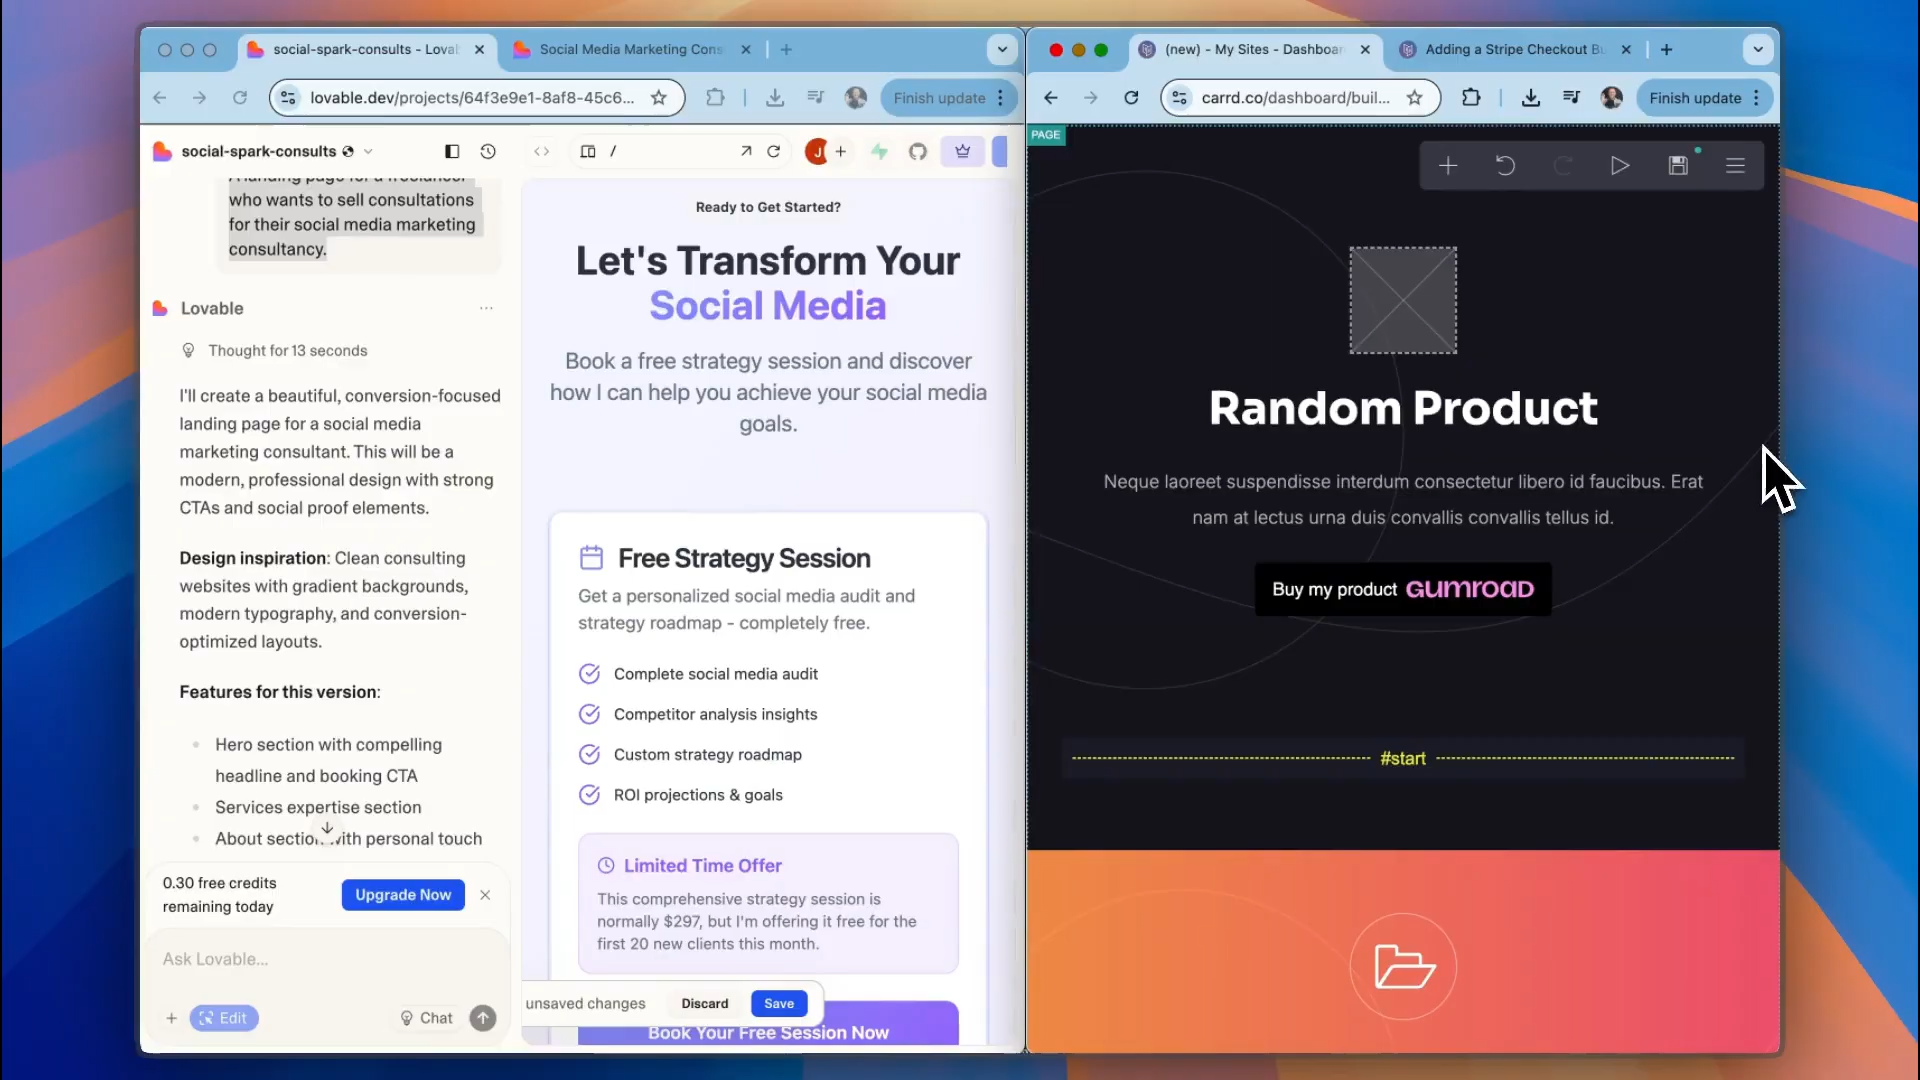 social-spark-consults - Lova
Social Media Marketing Cons
lovable.dev/projects/64f3e9e1-8af8-45c6...
Finish update
social-spark-consults
/
J
who wants to sell consultations
for their social media marketing
consultancy.
Lovable
Thought for 13 seconds
I'll create a beautiful, conversion-focused
landing page for a social media
marketing consultant. This will be a
modern, professional design with strong
CTAs and social proof elements.
Design inspiration: Clean consulting
websites with gradient backgrounds,
modern typography, and conversion-
optimized layouts.
Features for this version:
Hero section with compelling
headline and booking CTA
Services expertise section
About section with personal touch
0.30 free credits
remaining today
Upgrade Now
Ask Lovable...
Edit
Chat
Ready to Get Started?
Let's Transform Your
Social Media
Book a free strategy session and discover
how I can help you achieve your social media
goals.
Free Strategy Session
Get a personalized social media audit and
strategy roadmap - completely free.
Complete social media audit
Competitor analysis insights
Custom strategy roadmap
ROI projections & goals
Limited Time Offer
This comprehensive strategy session is
normally $297, but I'm offering it free for the
first 20 new clients this month.
unsaved changes
Discard
Save
Book Your Free Session Now
(new) - My Sites - Dashboar
Adding a Stripe Checkout Bu
carrd.co/dashboard/buil...
Finish update
PAGE
Random Product
Neque laoreet suspendisse interdum consectetur libero id faucibus. Erat
nam at lectus urna duis convallis convallis tellus id.
Buy my product GUMROAD
#start